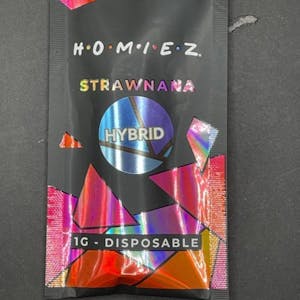 H•O•M•I•E•Z.
STRAWNANA
HYBRID
1G - DISPOSABLE